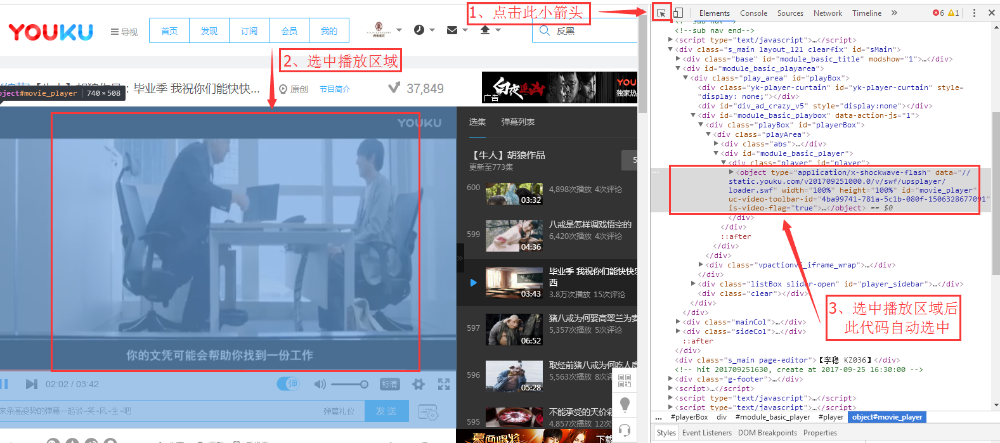 1、点击此小箭头
YOUKU
导视
首页
发现
订阅
会员
我的
反黑
2、选中播放区域
：毕业季 我祝你们能快快...
原创
节目简介
37,849
广告
YOU
独家热
object#movie_player 740×508
YOUKU
你的文凭可能会帮助你找到一份工作
02:02 / 03:42
弹
标清
来条高姿势的弹幕一起谈~笑~风~生~吧
弹幕礼仪
发送
选集
弹幕列表
【牛人】胡狼作品
更新至773集
5
600
03:32
4,898次播放 4次评论
599
04:36
八戒是怎样调戏悟空的
6,420次播放 4次评论
03:43
毕业季 我祝你们能快快乐
西
3.8万次播放 15次评论
597
06:52
猪八戒为何娶高翠兰为妻
5,357次播放 5次评论
596
05:28
取经前猪八戒为何吃人度
5,563次播放 8次评
595
不能承受的天价彩
4,857次播放 12次
下载
Elements Console Sources Network Timeline » 6 1
<!--sub nav end-->
<script type="text/javascript">…</script>
<div class="s_main layout_121 clearfix" id="sMain">
<div class="base" id="module_basic_title" modshow="1">…</div>
<div id="module_basic_playarea">
<div class="play_area" id="playBox">
<div class="yk-player-curtain" id="yk-player-curtain" style=
"display: none;"></div>
<div id="div_ad_crazy_v5" style="display:none"></div>
<div id="module_basic_playbox" data-action-js="1">
<div class="playBox" id="playerBox">
<div class="playArea">
<div class="abs">…</div>
<div id="module_basic_player">
<div class="player" id="player">
<object type="application/x-shockwave-flash" data="//
static.youku.com/v201709251000.0/v/swf/upsplayer/
loader.swf" width="100%" height="100%" id="movie_player"
uc-video-toolbar-id="4ba99741-781a-5c1b-080f-1506328677091"
is-video-flag="true">…</object> == $0
</div>
</div>
::after
</div>
</div>
<div class="vpactionv5_iframe_wrap">…</div>
</div>
<div class="listBox slider-open" id="player_sidebar">…</div>
<div class="clear"></div>
</div>
</div>
<div class="mainCol">…</div>
<div class="sideCol">…</div>
::after
</div>
<div class="s_main page-editor">【李稳 KZ036】</div>
<!-- hit 201709251630, create at 2017-09-25 16:30:00 -->
<div class="g-footer">…</div>
<script>…</script>
<script type="text/javascript">…</script>
<script type="text/javascript">…</script>
3、选中播放区域后
此代码自动选中
... #playerBox div #module_basic_player #player object#movie_player
Styles Event Listeners DOM Breakpoints Properties